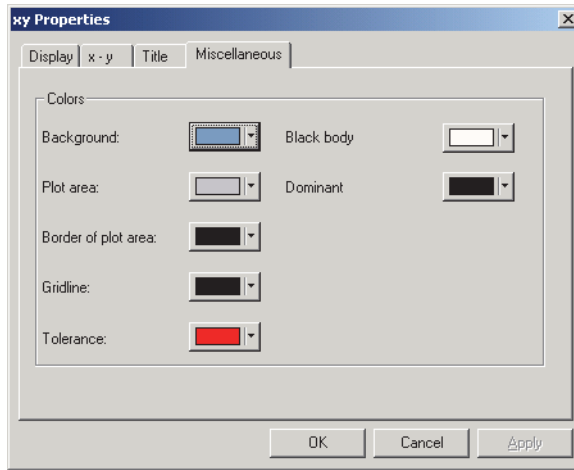 xy Properties
Display
x - y
Title
Miscellaneous
Colors
Background:
Black body
Plot area:
Dominant
Border of plot area:
Gridline:
Tolerance:
OK
Cancel
Apply